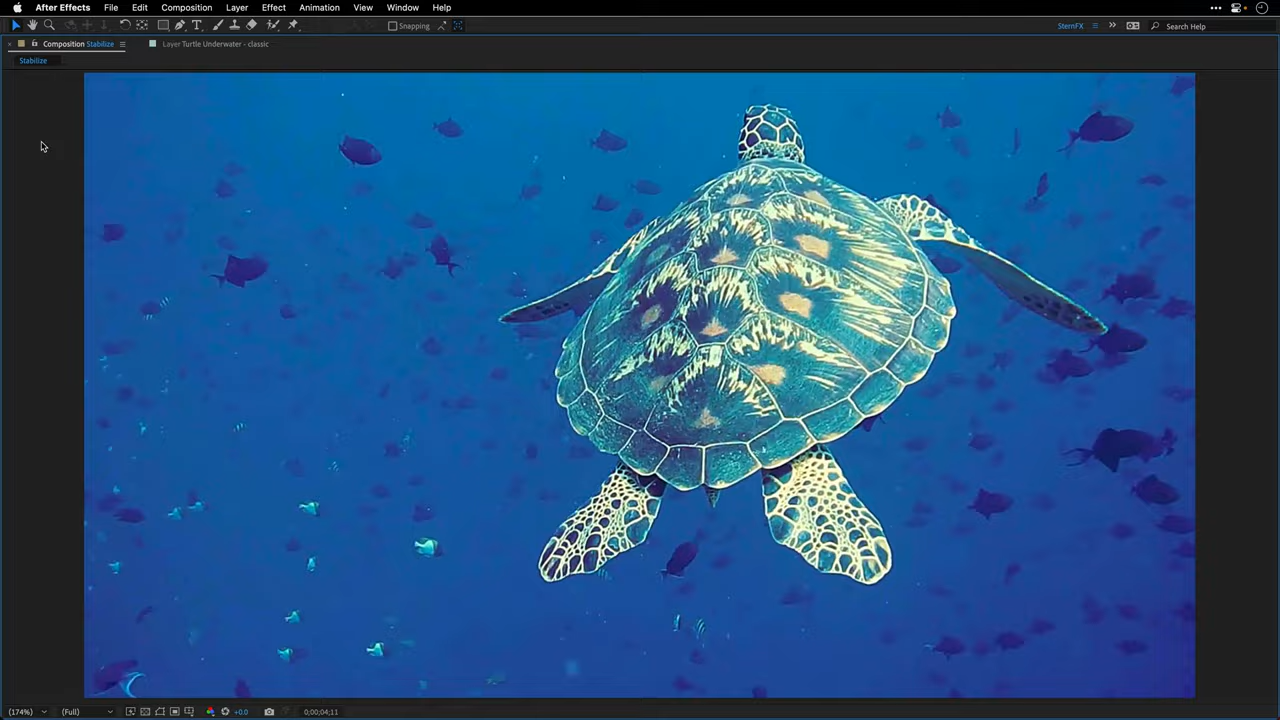 After Effects File Edit Composition Layer Effect Animation View Window Help
Snapping SternFX Search Help
Composition Stabilize Layer Turtle Underwater - classic
Stabilize
(174%) (Full) +0.0 0;00;04;11